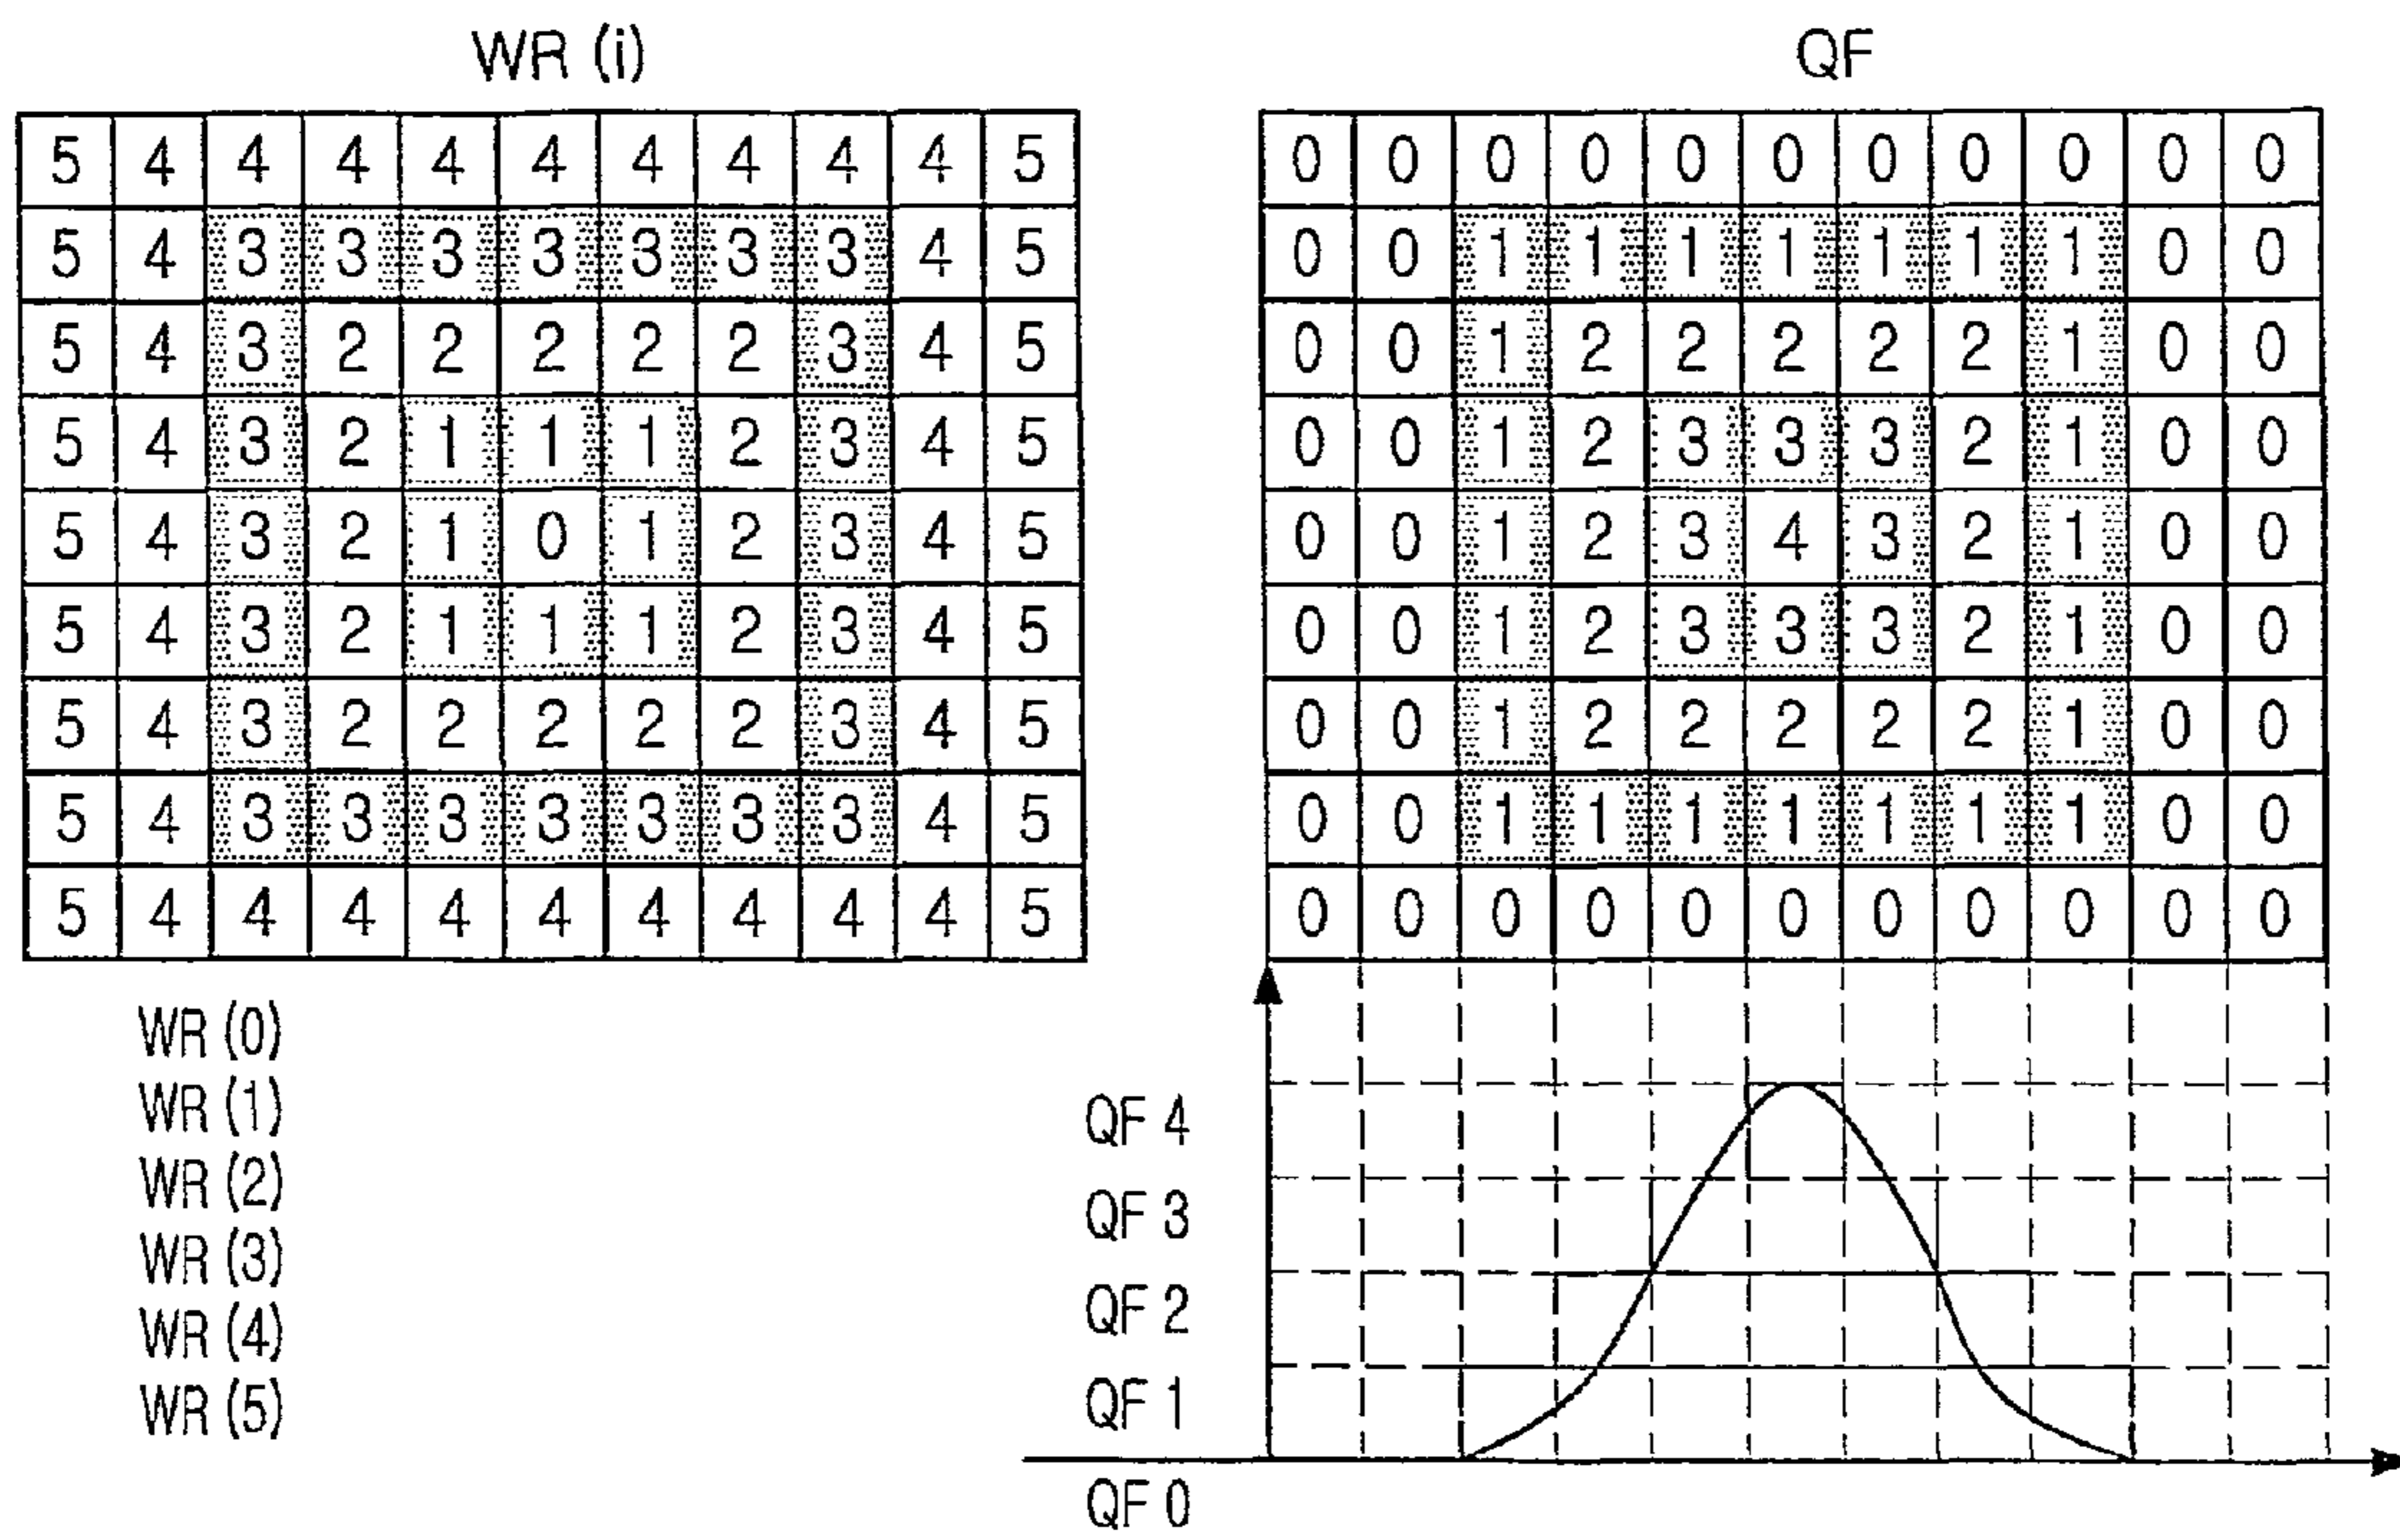 WR (i)
5 4 4 4 4 4 4 4 4 4 5
5 4 3 3 3 3 3 3 3 4 5
5 4 3 2 2 2 2 2 3 4 5
5 4 3 2 1 1 1 2 3 4 5
5 4 3 2 1 0 1 2 3 4 5
5 4 3 2 1 1 1 2 3 4 5
5 4 3 2 2 2 2 2 3 4 5
5 4 3 3 3 3 3 3 3 4 5
5 4 4 4 4 4 4 4 4 4 5
WR (0)
WR (1)
WR (2)
WR (3)
WR (4)
WR (5)
QF
0 0 0 0 0 0 0 0 0 0 0
0 0 1 1 1 1 1 1 1 0 0
0 0 1 2 2 2 2 2 1 0 0
0 0 1 2 3 3 3 2 1 0 0
0 0 1 2 3 4 3 2 1 0 0
0 0 1 2 3 3 3 2 1 0 0
0 0 1 2 2 2 2 2 1 0 0
0 0 1 1 1 1 1 1 1 0 0
0 0 0 0 0 0 0 0 0 0 0
QF 4
QF 3
QF 2
QF 1
QF 0